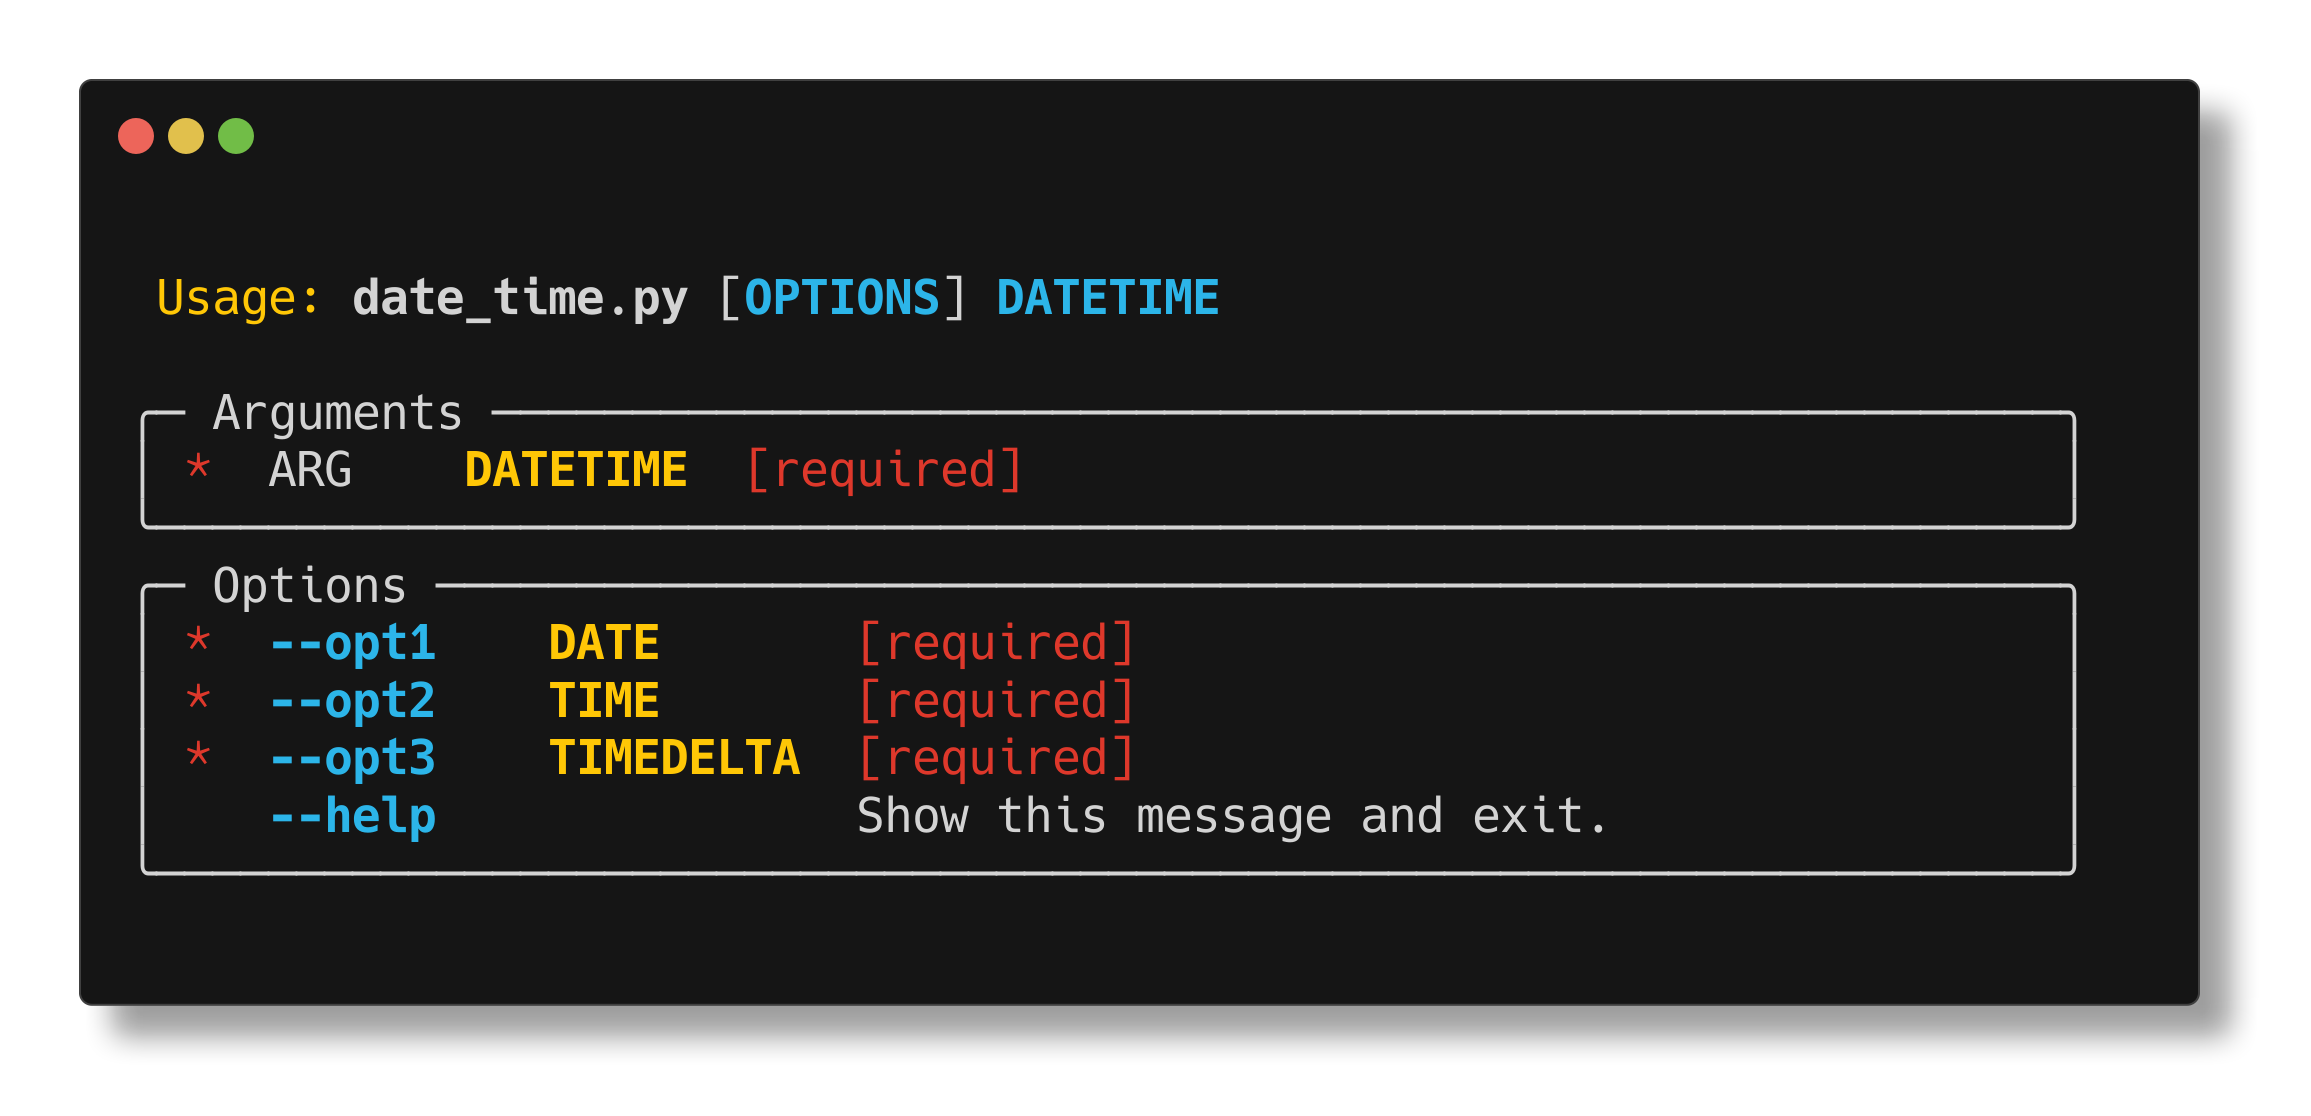 Usage: date_time.py [OPTIONS] DATETIME
Arguments
* ARG DATETIME [required]
Options
* --opt1 DATE [required]
* --opt2 TIME [required]
* --opt3 TIMEDELTA [required]
--help Show this message and exit.